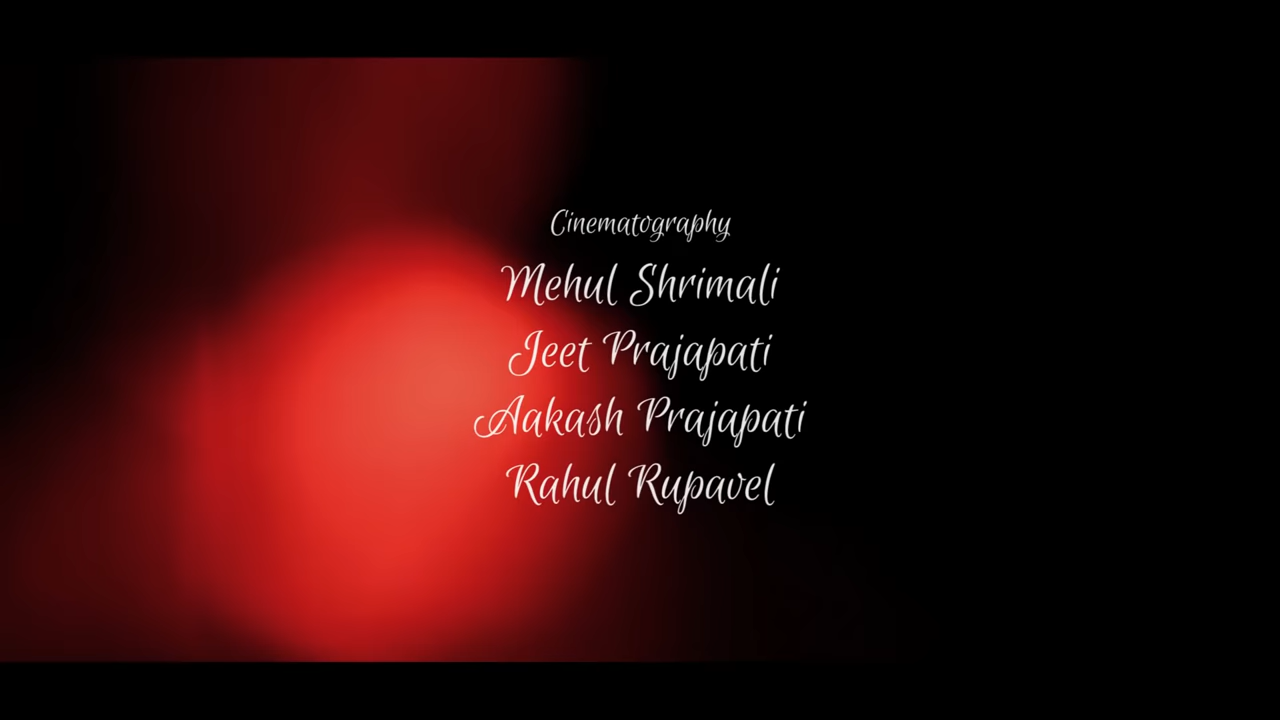 Cinematography
Mehul Shrimali
Jeet Prajapati
Aakash Prajapati
Rahul Rupavel